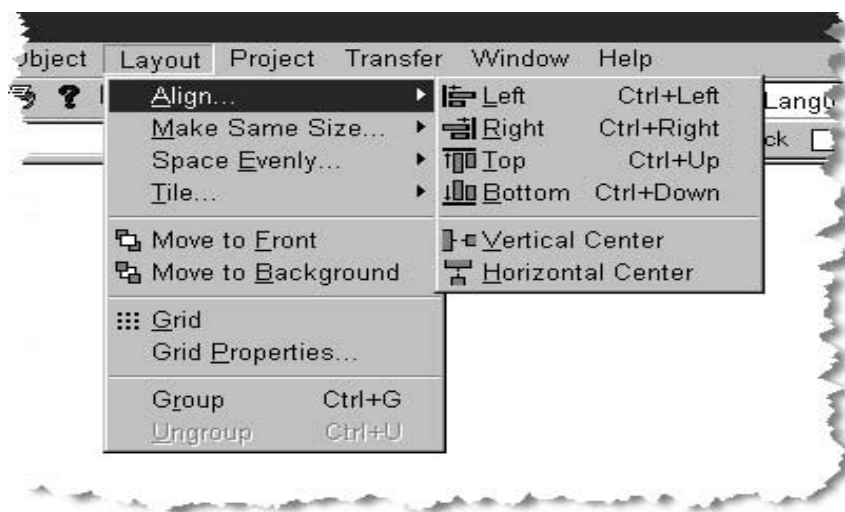 Object Layout Project Transfer Window Help
?
Align...
Make Same Size...
Space Evenly...
Tile...
Move to Front
Move to Background
Grid
Grid Properties...
Group Ctrl+G
Ungroup Ctrl+U
Left Ctrl+Left
Right Ctrl+Right
Top Ctrl+Up
Bottom Ctrl+Down
Vertical Center
Horizontal Center